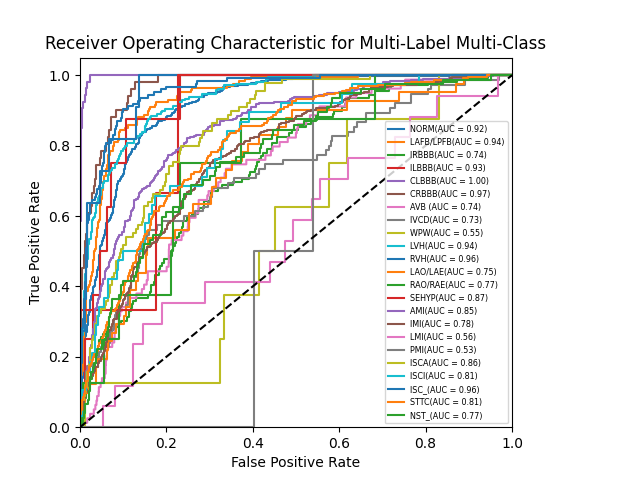 Receiver Operating Characteristic for Multi-Label Multi-Class
True Positive Rate
1.0
0.8
0.6
0.4
0.2
0.0
NORM(AUC = 0.92)
LAFB/LPFB(AUC = 0.94)
IRBBB(AUC = 0.74)
ILBBB(AUC = 0.93)
CLBBB(AUC = 1.00)
CRBBB(AUC = 0.97)
AVB (AUC = 0.74)
IVCD(AUC = 0.73)
WPW(AUC = 0.55)
LVH(AUC = 0.94)
RVH(AUC = 0.96)
LAO/LAE(AUC = 0.75)
RAO/RAE(AUC = 0.77)
SEHYP(AUC = 0.87)
AMI(AUC = 0.85)
IMI(AUC = 0.78)
LMI(AUC = 0.56)
PMI(AUC = 0.53)
ISCA(AUC = 0.86)
ISCI(AUC = 0.81)
ISC_(AUC = 0.96)
STTC(AUC = 0.81)
NST_(AUC = 0.77)
0.0 0.2 0.4 0.6 0.8 1.0
False Positive Rate